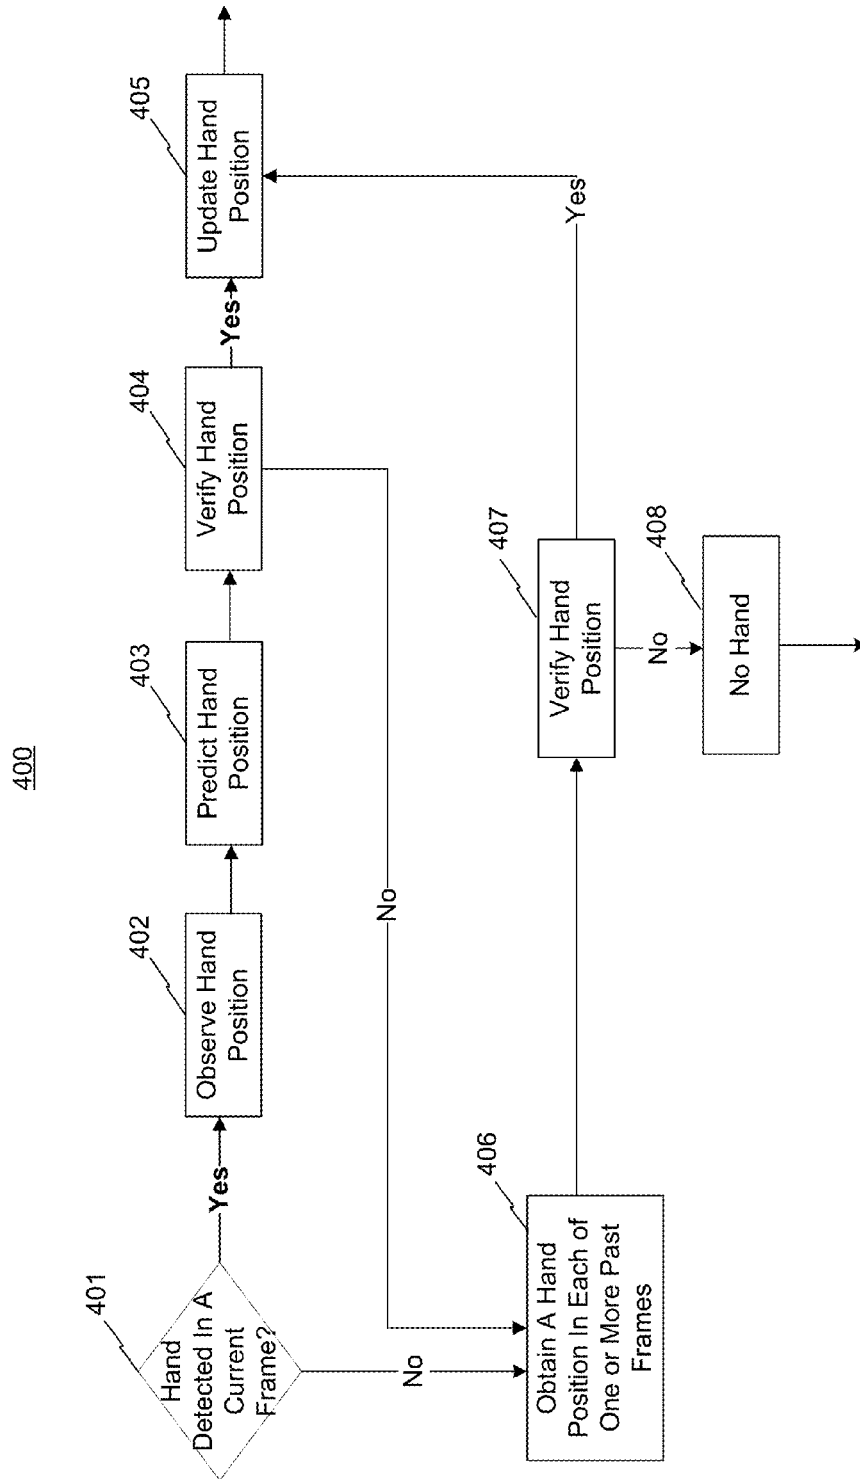 400
401
Hand
Detected In A
Current
Frame?
Yes
No
402
Observe Hand
Position
403
Predict Hand
Position
404
Verify Hand
Position
Yes
No
405
Update Hand
Position
406
Obtain A Hand
Position In Each of
One or More Past
Frames
407
Verify Hand
Position
Yes
No
408
No Hand